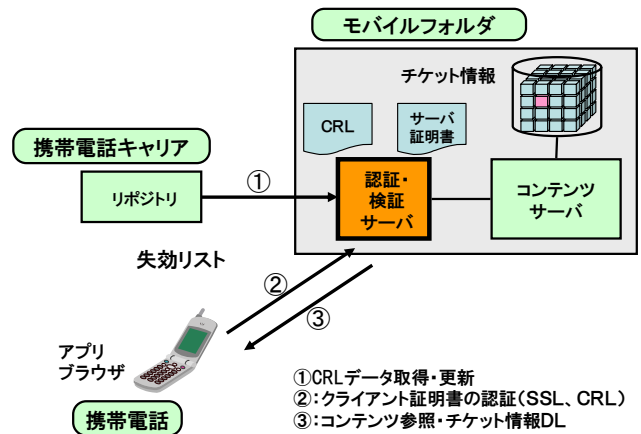 モバイルフォルダ
チケット情報
CRL
サーバ
証明書
携帯電話キャリア
リポジトリ
①
認証・
検証
サーバ
コンテンツ
サーバ
失効リスト
②
③
アプリ
ブラウザ
携帯電話
①CRLデータ取得・更新
②：クライアント証明書の認証（SSL、CRL）
③：コンテンツ参照・チケット情報DL